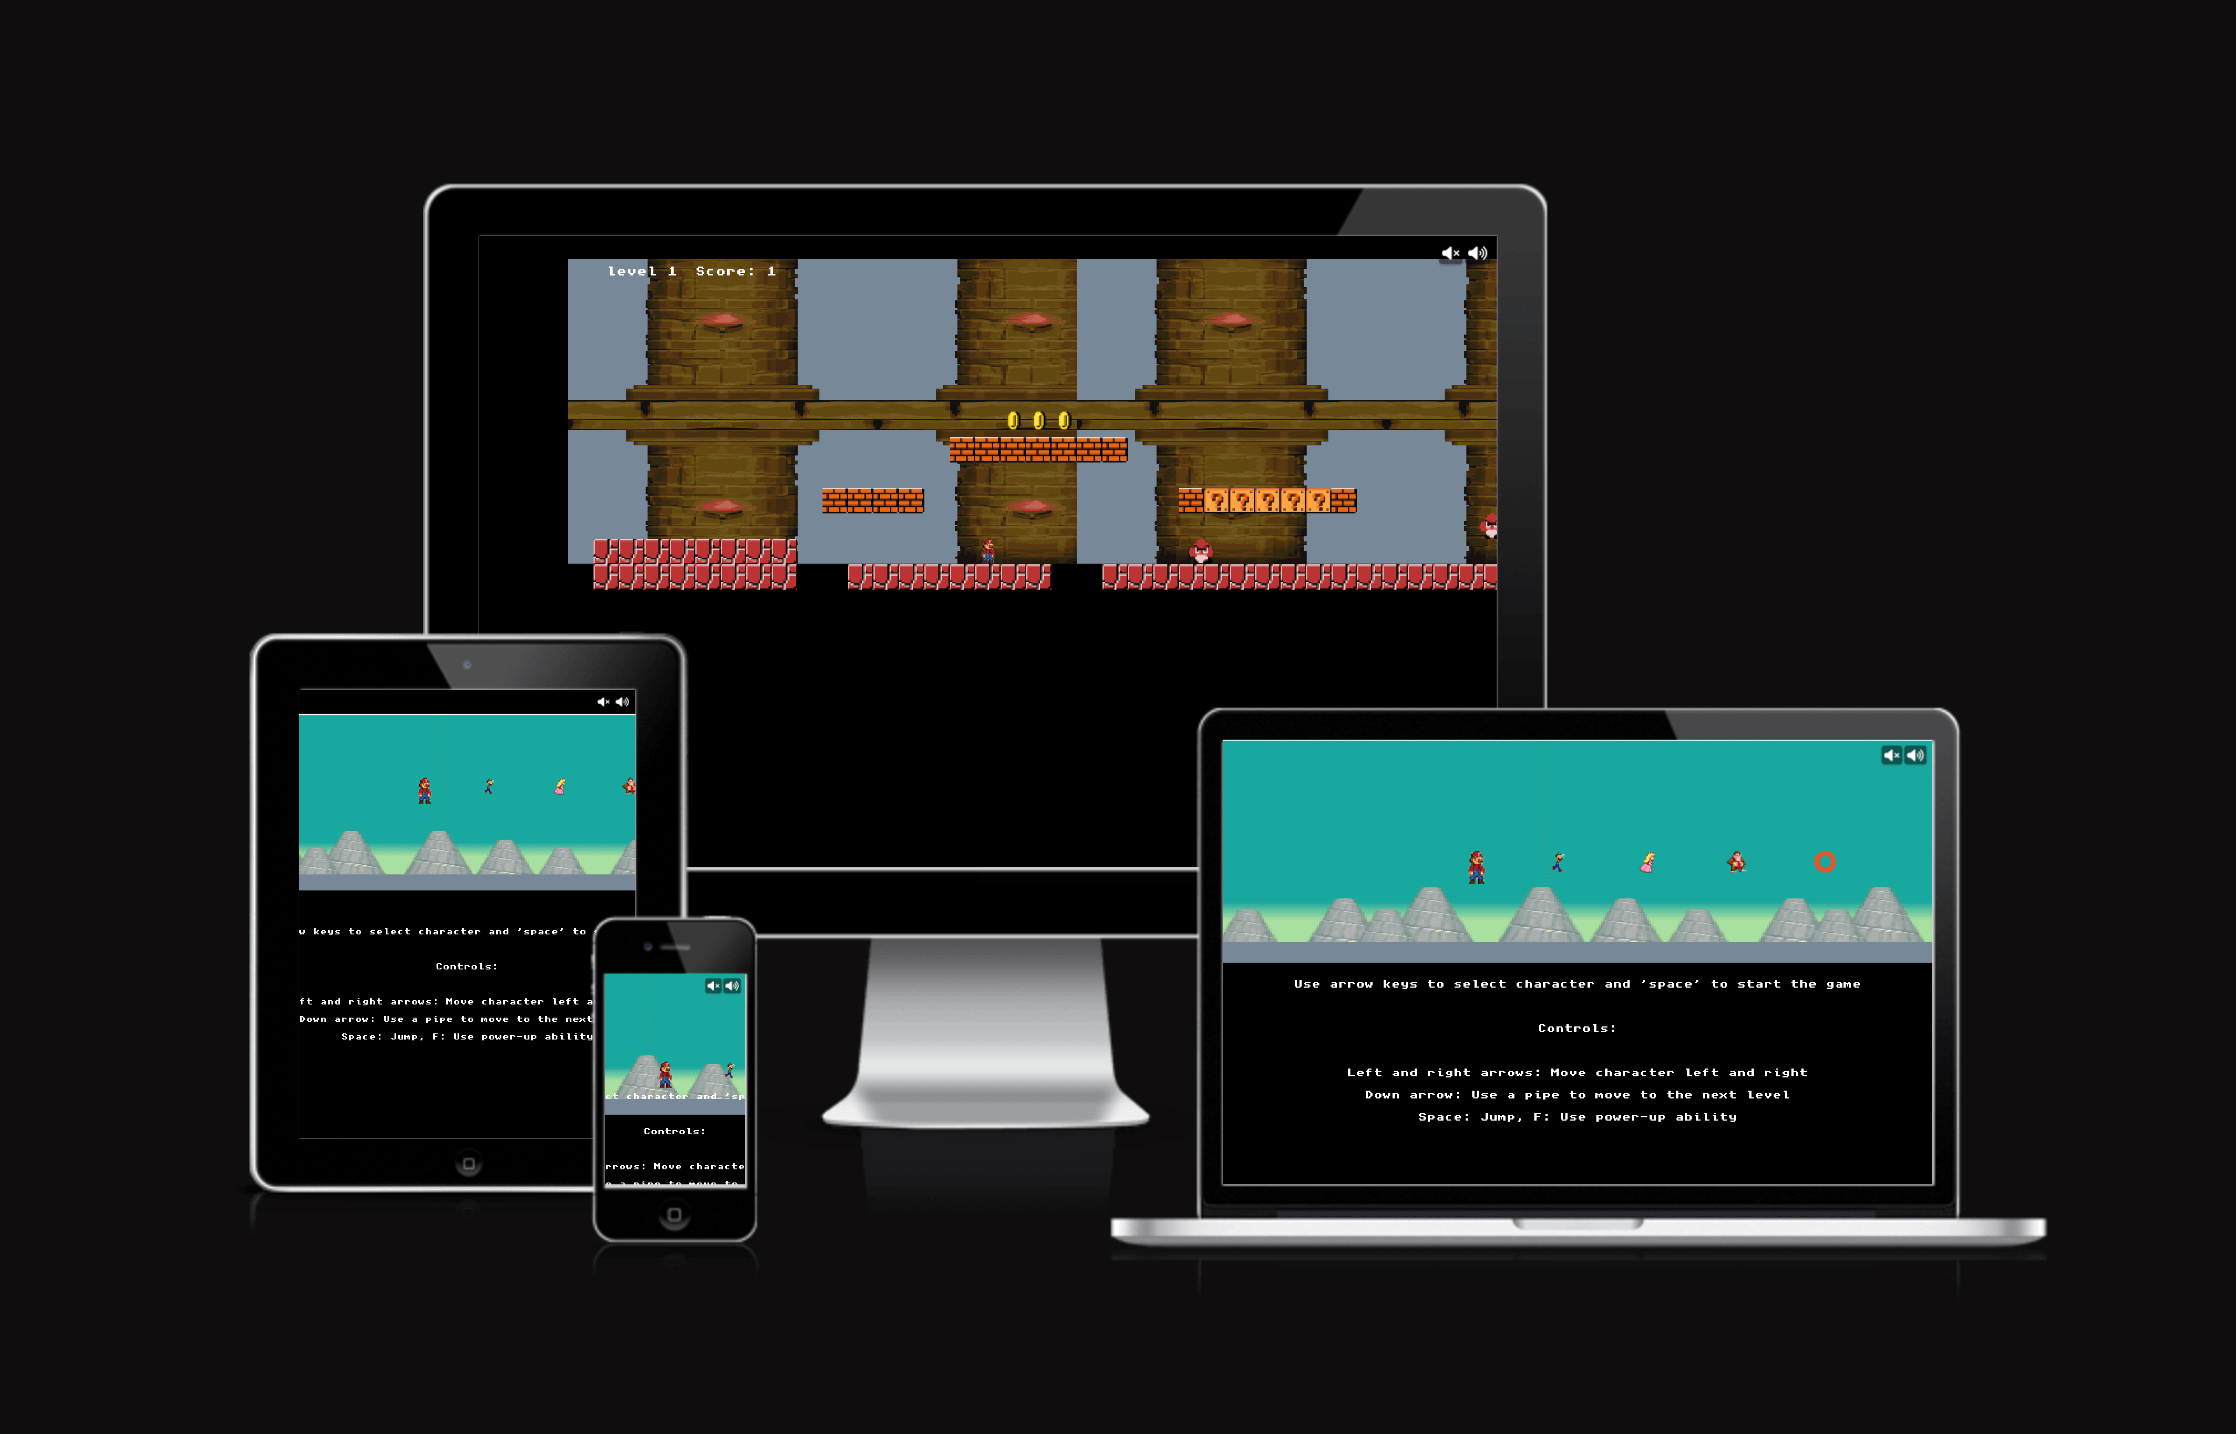 level 1 Score: 1
? ? ? ? ?
w keys to select character and 'space' to
Controls:
ft and right arrows: Move character left a
Down arrow: Use a pipe to move to the next
Space: Jump, F: Use power-up ability
ct character and 'sp
Controls:
rrows: Move characte
a pipe to move to
Use arrow keys to select character and 'space' to start the game
Controls:
Left and right arrows: Move character left and right
Down arrow: Use a pipe to move to the next level
Space: Jump, F: Use power-up ability